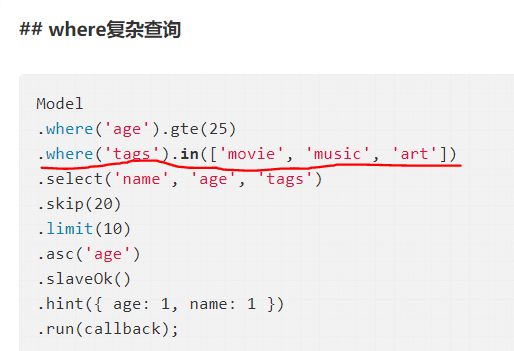 ## where复杂查询
Model
.where('age').gte(25)
.where('tags').in(['movie', 'music', 'art'])
.select('name', 'age', 'tags')
.skip(20)
.limit(10)
.asc('age')
.slaveOk()
.hint({ age: 1, name: 1 })
.run(callback);